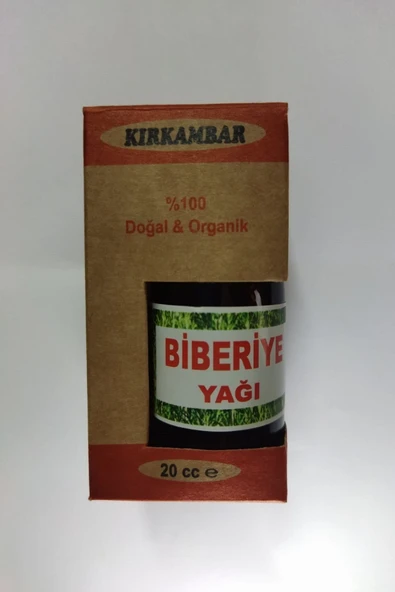 KIRKAMBAR
%100
Doğal & Organik
BİBERİYE
YAĞI
20 cc ℮